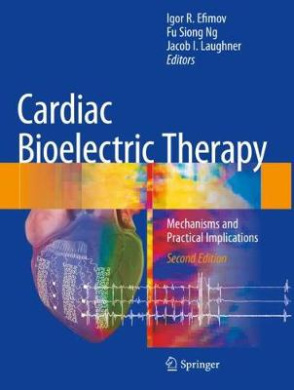 Igor R. Efimov
Fu Siong Ng
Jacob I. Laughner
Editors
Cardiac
Bioelectric Therapy
Mechanisms and
Practical Implications
Second Edition
Springer